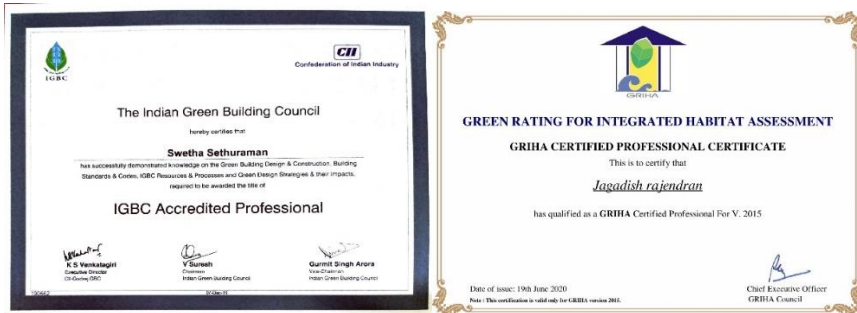 IGBC
CII
Confederation of Indian Industry
The Indian Green Building Council
hereby certifies that
Swetha Sethuraman
has successfully demonstrated knowledge on the Green Building Design & Construction, Building
Standards & Codes, IGBC Resources & Processes and Green Design Strategies & their Impacts,
required to be awarded the title of
IGBC Accredited Professional
K S Venkatagiri
Executive Director
CII-Godrej GBC
V Suresh
Chairman
Indian Green Building Council
Gurmit Singh Arora
Vice-Chairman
Indian Green Building Council
GRIHA
GREEN RATING FOR INTEGRATED HABITAT ASSESSMENT
GRIHA CERTIFIED PROFESSIONAL CERTIFICATE
This is to certify that
Jagadish rajendran
has qualified as a GRIHA Certified Professional For V. 2015
Date of issue: 19th June 2020
Note : This certification is valid only for GRIHA version 2015.
Chief Executive Officer
GRIHA Council